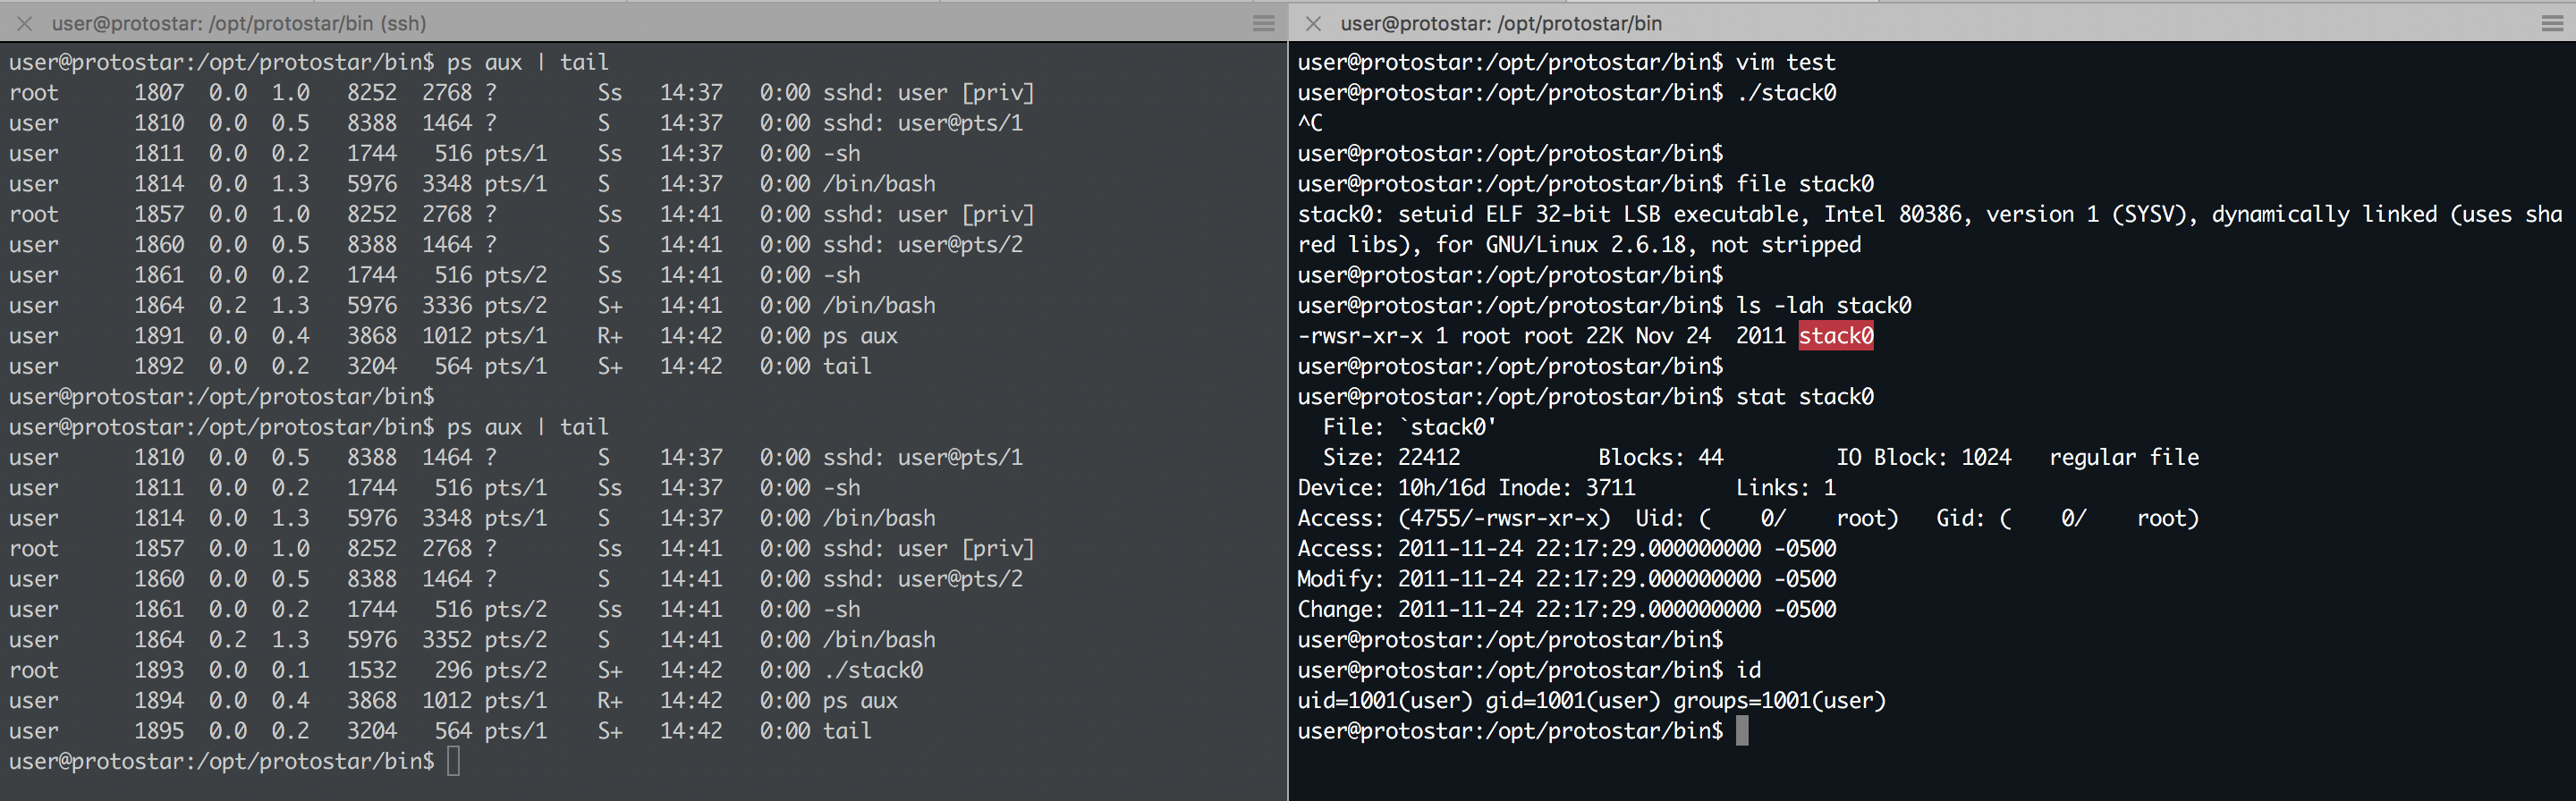 user@protostar: /opt/protostar/bin (ssh)
user@protostar:/opt/protostar/bin$ ps aux | tail
root      1807  0.0  1.0   8252  2768 ?        Ss   14:37   0:00 sshd: user [priv]
user      1810  0.0  0.5   8388  1464 ?        S    14:37   0:00 sshd: user@pts/1
user      1811  0.0  0.2   1744   516 pts/1    Ss   14:37   0:00 -sh
user      1814  0.0  1.3   5976  3348 pts/1    S    14:37   0:00 /bin/bash
root      1857  0.0  1.0   8252  2768 ?        Ss   14:41   0:00 sshd: user [priv]
user      1860  0.0  0.5   8388  1464 ?        S    14:41   0:00 sshd: user@pts/2
user      1861  0.0  0.2   1744   516 pts/2    Ss   14:41   0:00 -sh
user      1864  0.2  1.3   5976  3336 pts/2    S+   14:41   0:00 /bin/bash
user      1891  0.0  0.4   3868  1012 pts/1    R+   14:42   0:00 ps aux
user      1892  0.0  0.2   3204   564 pts/1    S+   14:42   0:00 tail
user@protostar:/opt/protostar/bin$
user@protostar:/opt/protostar/bin$ ps aux | tail
user      1810  0.0  0.5   8388  1464 ?        S    14:37   0:00 sshd: user@pts/1
user      1811  0.0  0.2   1744   516 pts/1    Ss   14:37   0:00 -sh
user      1814  0.0  1.3   5976  3348 pts/1    S    14:37   0:00 /bin/bash
root      1857  0.0  1.0   8252  2768 ?        Ss   14:41   0:00 sshd: user [priv]
user      1860  0.0  0.5   8388  1464 ?        S    14:41   0:00 sshd: user@pts/2
user      1861  0.0  0.2   1744   516 pts/2    Ss   14:41   0:00 -sh
user      1864  0.2  1.3   5976  3352 pts/2    S    14:41   0:00 /bin/bash
root      1893  0.0  0.1   1532   296 pts/2    S+   14:42   0:00 ./stack0
user      1894  0.0  0.4   3868  1012 pts/1    R+   14:42   0:00 ps aux
user      1895  0.0  0.2   3204   564 pts/1    S+   14:42   0:00 tail
user@protostar:/opt/protostar/bin$
user@protostar: /opt/protostar/bin
user@protostar:/opt/protostar/bin$ vim test
user@protostar:/opt/protostar/bin$ ./stack0
^C
user@protostar:/opt/protostar/bin$
user@protostar:/opt/protostar/bin$ file stack0
stack0: setuid ELF 32-bit LSB executable, Intel 80386, version 1 (SYSV), dynamically linked (uses sha
red libs), for GNU/Linux 2.6.18, not stripped
user@protostar:/opt/protostar/bin$
user@protostar:/opt/protostar/bin$ ls -lah stack0
-rwsr-xr-x 1 root root 22K Nov 24  2011 stack0
user@protostar:/opt/protostar/bin$
user@protostar:/opt/protostar/bin$ stat stack0
  File: `stack0'
  Size: 22412           Blocks: 44         IO Block: 1024   regular file
Device: 10h/16d Inode: 3711        Links: 1
Access: (4755/-rwsr-xr-x)  Uid: (    0/    root)   Gid: (    0/    root)
Access: 2011-11-24 22:17:29.000000000 -0500
Modify: 2011-11-24 22:17:29.000000000 -0500
Change: 2011-11-24 22:17:29.000000000 -0500
user@protostar:/opt/protostar/bin$
user@protostar:/opt/protostar/bin$ id
uid=1001(user) gid=1001(user) groups=1001(user)
user@protostar:/opt/protostar/bin$